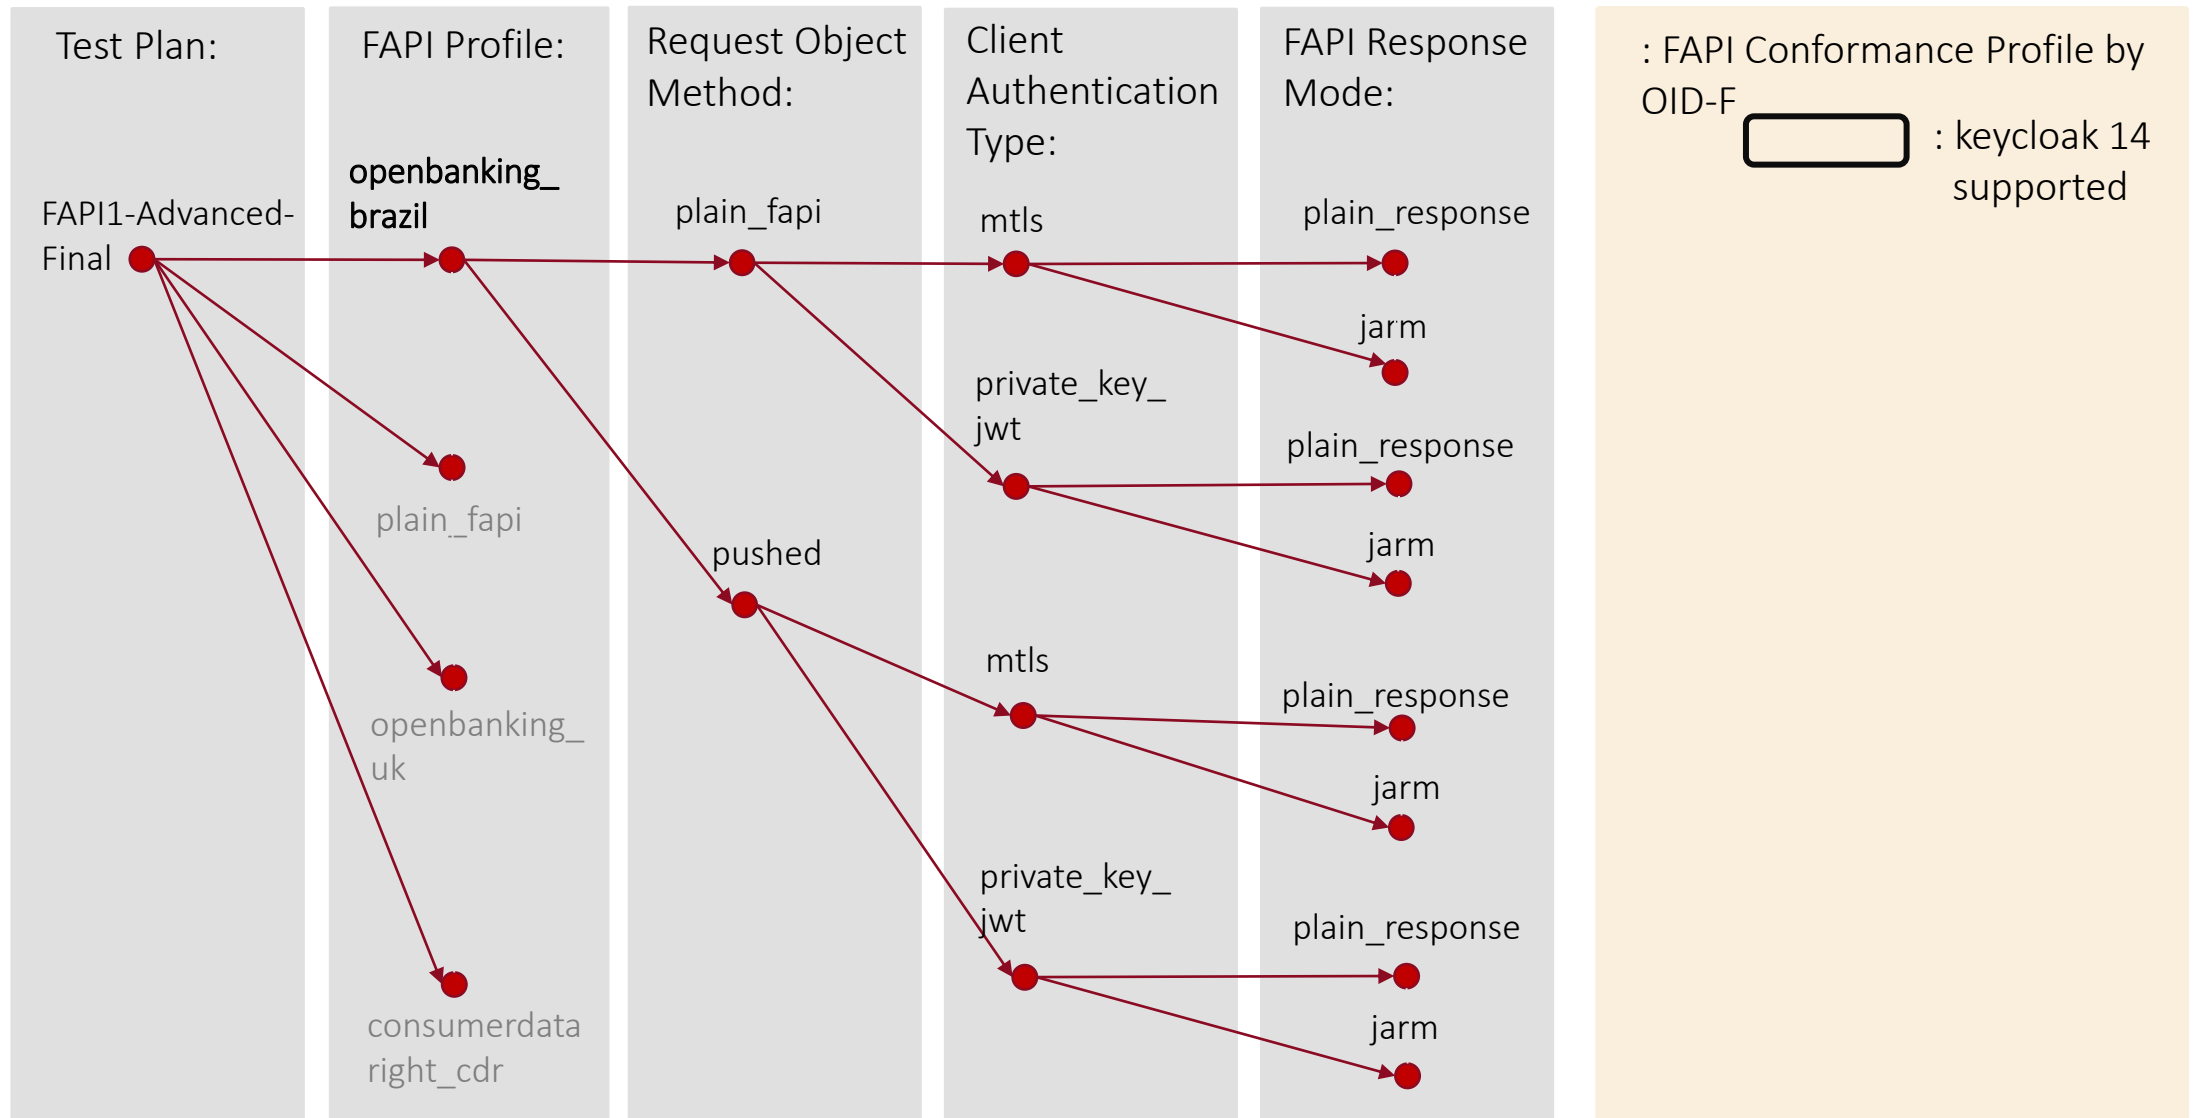 Test Plan:
FAPI1-Advanced-
Final
FAPI Profile:
openbanking_
brazil
plain_fapi
openbanking_
uk
consumerdata
right_cdr
Request Object
Method:
plain_fapi
pushed
Client
Authentication
Type:
mtls
private_key_
jwt
mtls
private_key_
jwt
FAPI Response
Mode:
plain_response
jarm
plain_response
jarm
plain_response
jarm
plain_response
jarm
: FAPI Conformance Profile by
OID-F
: keycloak 14
supported